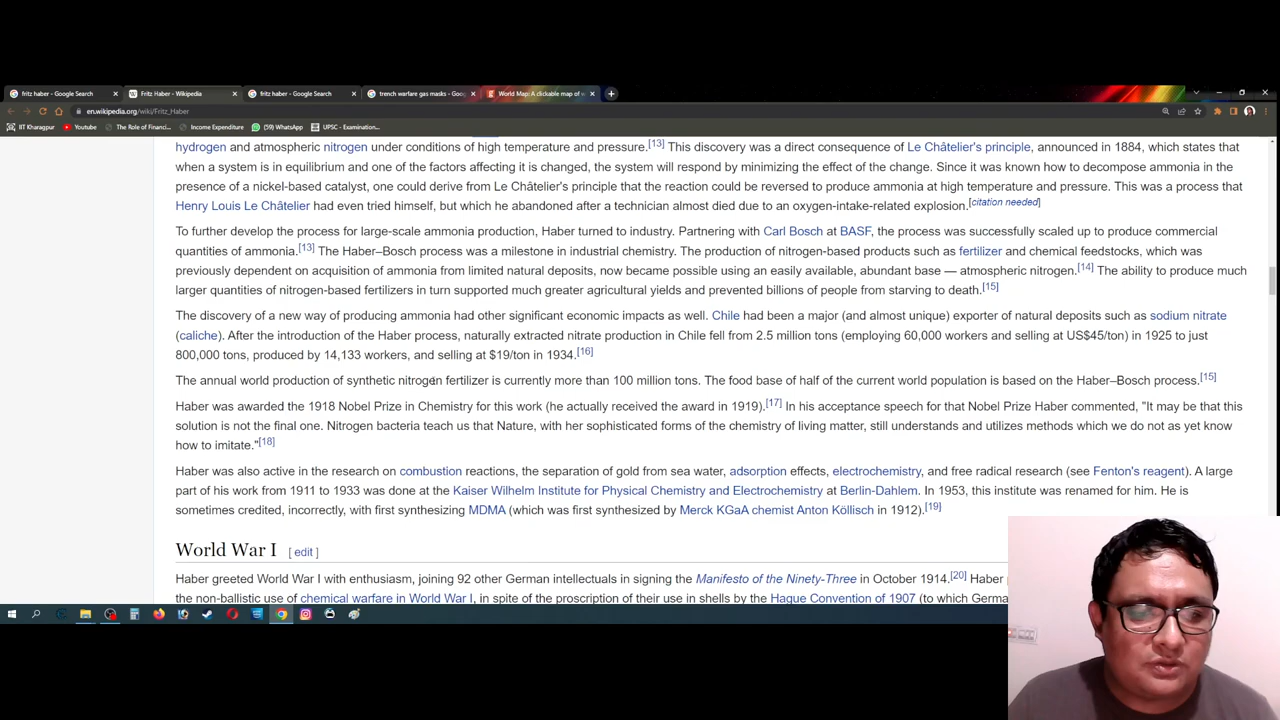 fritz haber - Google Search
Fritz Haber - Wikipedia
fritz haber - Google Search
trench warfare gas masks - Goo
World Map: A clickable map of w
en.wikipedia.org/wiki/Fritz_Haber
IIT Kharagpur
Youtube
The Role of Financi...
Income Expenditure
(59) WhatsApp
UPSC - Examination...
hydrogen and atmospheric nitrogen under conditions of high temperature and pressure.[13] This discovery was a direct consequence of Le Châtelier's principle, announced in 1884, which states that
when a system is in equilibrium and one of the factors affecting it is changed, the system will respond by minimizing the effect of the change. Since it was known how to decompose ammonia in the
presence of a nickel-based catalyst, one could derive from Le Châtelier's principle that the reaction could be reversed to produce ammonia at high temperature and pressure. This was a process that
Henry Louis Le Châtelier had even tried himself, but which he abandoned after a technician almost died due to an oxygen-intake-related explosion.[citation needed]
To further develop the process for large-scale ammonia production, Haber turned to industry. Partnering with Carl Bosch at BASF, the process was successfully scaled up to produce commercial
quantities of ammonia.[13] The Haber–Bosch process was a milestone in industrial chemistry. The production of nitrogen-based products such as fertilizer and chemical feedstocks, which was
previously dependent on acquisition of ammonia from limited natural deposits, now became possible using an easily available, abundant base — atmospheric nitrogen.[14] The ability to produce much
larger quantities of nitrogen-based fertilizers in turn supported much greater agricultural yields and prevented billions of people from starving to death.[15]
The discovery of a new way of producing ammonia had other significant economic impacts as well. Chile had been a major (and almost unique) exporter of natural deposits such as sodium nitrate
(caliche). After the introduction of the Haber process, naturally extracted nitrate production in Chile fell from 2.5 million tons (employing 60,000 workers and selling at US$45/ton) in 1925 to just
800,000 tons, produced by 14,133 workers, and selling at $19/ton in 1934.[16]
The annual world production of synthetic nitrogen fertilizer is currently more than 100 million tons. The food base of half of the current world population is based on the Haber–Bosch process.[15]
Haber was awarded the 1918 Nobel Prize in Chemistry for this work (he actually received the award in 1919).[17] In his acceptance speech for that Nobel Prize Haber commented, "It may be that this
solution is not the final one. Nitrogen bacteria teach us that Nature, with her sophisticated forms of the chemistry of living matter, still understands and utilizes methods which we do not as yet know
how to imitate."[18]
Haber was also active in the research on combustion reactions, the separation of gold from sea water, adsorption effects, electrochemistry, and free radical research (see Fenton's reagent). A large
part of his work from 1911 to 1933 was done at the Kaiser Wilhelm Institute for Physical Chemistry and Electrochemistry at Berlin-Dahlem. In 1953, this institute was renamed for him. He is
sometimes credited, incorrectly, with first synthesizing MDMA (which was first synthesized by Merck KGaA chemist Anton Köllisch in 1912).[19]
World War I [ edit ]
Haber greeted World War I with enthusiasm, joining 92 other German intellectuals in signing the Manifesto of the Ninety-Three in October 1914.[20] Haber
the non-ballistic use of chemical warfare in World War I, in spite of the proscription of their use in shells by the Hague Convention of 1907 (to which Germa